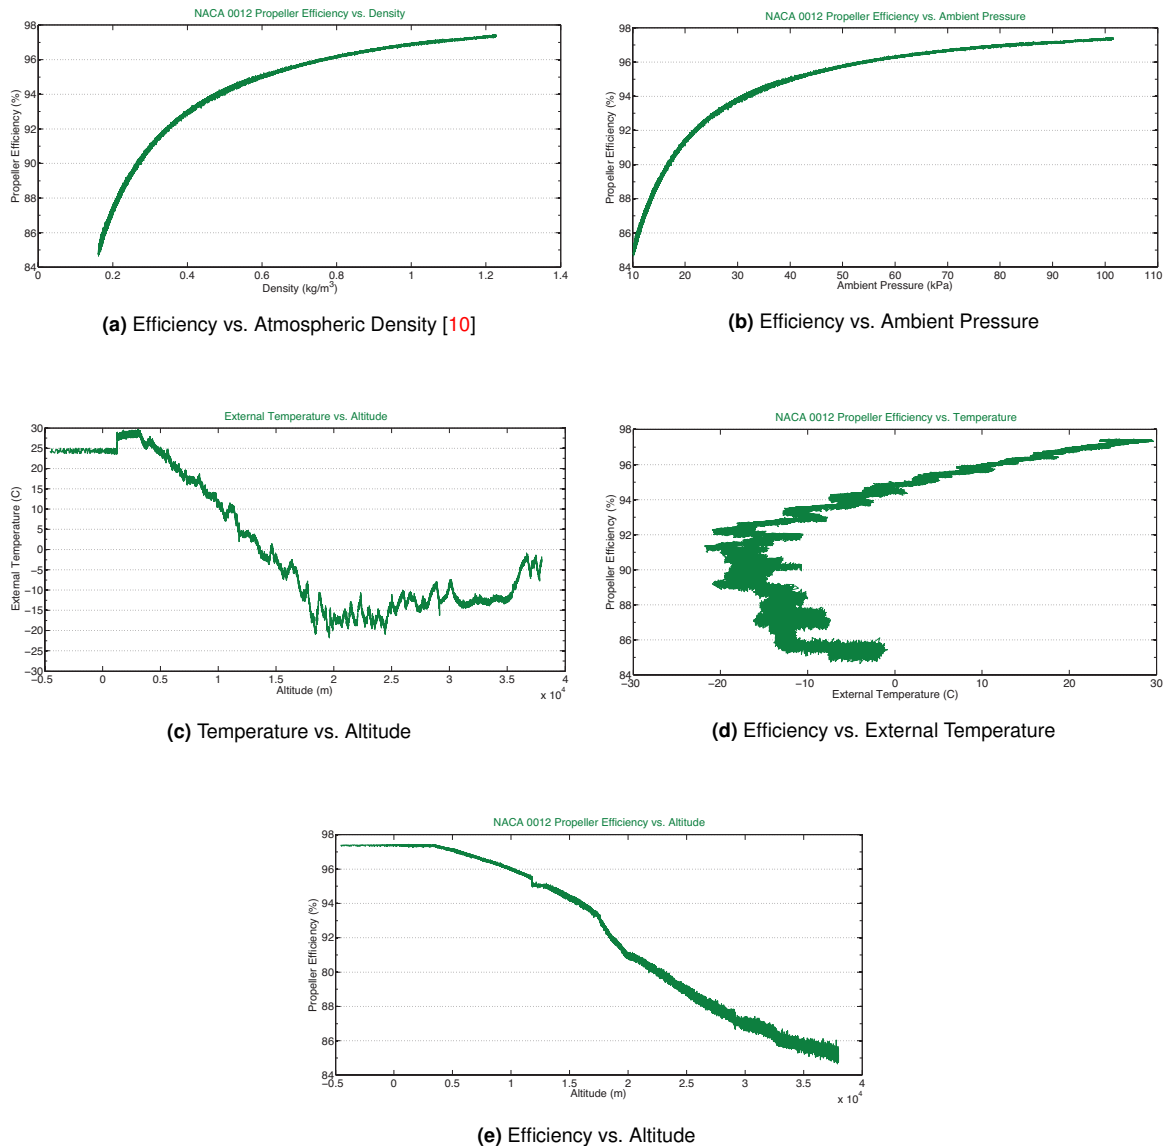 NACA 0012 Propeller Efficiency vs. Density
98
96
94
92
90
88
86
84
Propeller Efficiency (%)
0 0.2 0.4 0.6 0.8 1 1.2 1.4
Density (kg/m³)
(a) Efficiency vs. Atmospheric Density [10]
NACA 0012 Propeller Efficiency vs. Ambient Pressure
98
96
94
92
90
88
86
84
Propeller Efficiency (%)
10 20 30 40 50 60 70 80 90 100 110
Ambient Pressure (kPa)
(b) Efficiency vs. Ambient Pressure
External Temperature vs. Altitude
30
25
20
15
10
5
0
−5
−10
−15
−20
−25
−30
External Temperature (C)
−0.5 0 0.5 1 1.5 2 2.5 3 3.5 4
Altitude (m)
x 10⁴
(c) Temperature vs. Altitude
NACA 0012 Propeller Efficiency vs. Temperature
98
96
94
92
90
88
86
84
Propeller Efficiency (%)
−30 −20 −10 0 10 20 30
External Temperature (C)
(d) Efficiency vs. External Temperature
NACA 0012 Propeller Efficiency vs. Altitude
98
96
94
92
80
88
86
84
Propeller Efficiency (%)
−0.5 0 0.5 1 1.5 2 2.5 3 3.5 4
Altitude (m)
x 10⁴
(e) Efficiency vs. Altitude